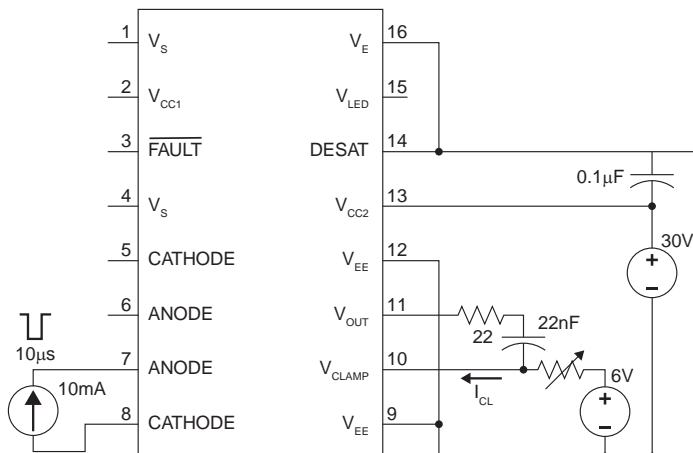 1
V_S
V_E
16
2
V_CC1
V_LED
15
3
FAULT
DESAT
14
0.1μF
4
V_S
V_CC2
13
30V
5
CATHODE
V_EE
12
6
ANODE
V_OUT
11
22
22nF
10μs
7
ANODE
V_CLAMP
10
I_CL
6V
10mA
8
CATHODE
V_EE
9